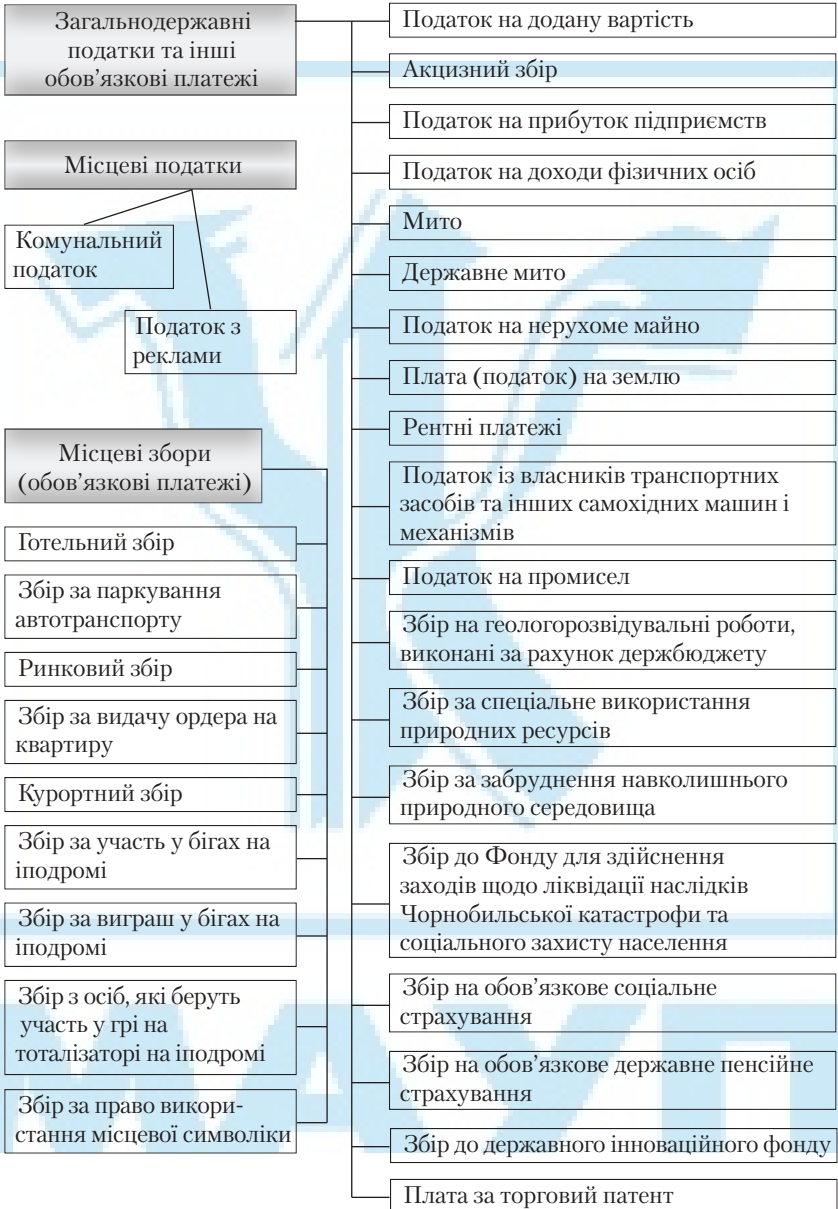 Загальнодержавні
податки та інші
обов’язкові платежі
Місцеві податки
Комунальний
податок
Податок з
реклами
Місцеві збори
(обов’язкові платежі)
Готельний збір
Збір за паркування
автотранспорту
Ринковий збір
Збір за видачу ордера на
квартиру
Курортний збір
Збір за участь у бігах на
іподромі
Збір за виграш у бігах на
іподромі
Збір з осіб, які беруть
участь у грі на
тоталізаторі на іподромі
Збір за право викори-
стання місцевої символіки
Податок на додану вартість
Акцизний збір
Податок на прибуток підприємств
Податок на доходи фізичних осіб
Мито
Державне мито
Податок на нерухоме майно
Плата (податок) на землю
Рентні платежі
Податок із власників транспортних
засобів та інших самохідних машин і
механізмів
Податок на промисел
Збір на геологорозвідувальні роботи,
виконані за рахунок держбюджету
Збір за спеціальне використання
природних ресурсів
Збір за забруднення навколишнього
природного середовища
Збір до Фонду для здійснення
заходів щодо ліквідації наслідків
Чорнобильської катастрофи та
соціального захисту населення
Збір на обов’язкове соціальне
страхування
Збір на обов’язкове державне пенсійне
страхування
Збір до державного інноваційного фонду
Плата за торговий патент
МАУП